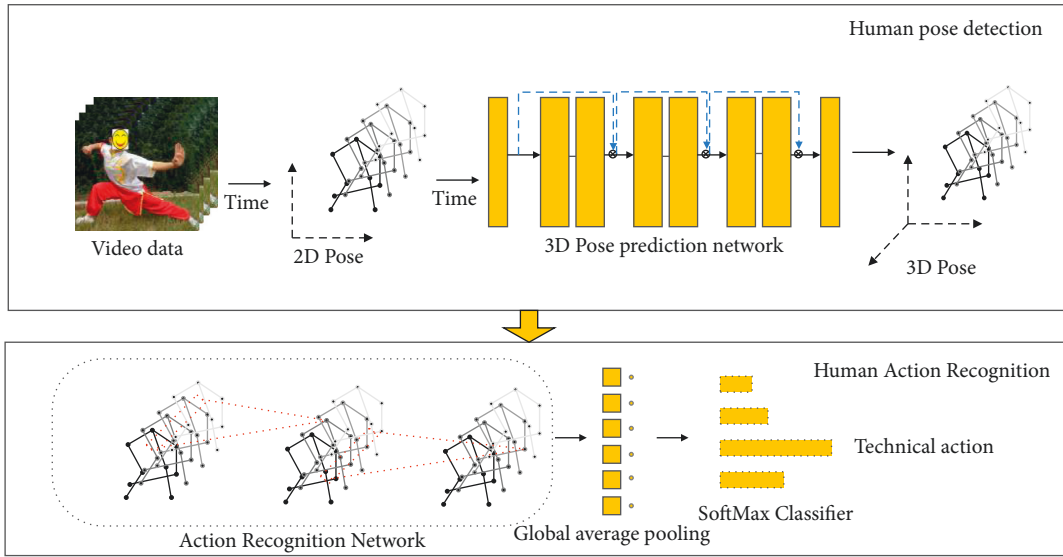 Human pose detection
Time
Time
Video data
2D Pose
3D Pose prediction network
3D Pose
Human Action Recognition
Technical action
SoftMax Classifier
Global average pooling
Action Recognition Network